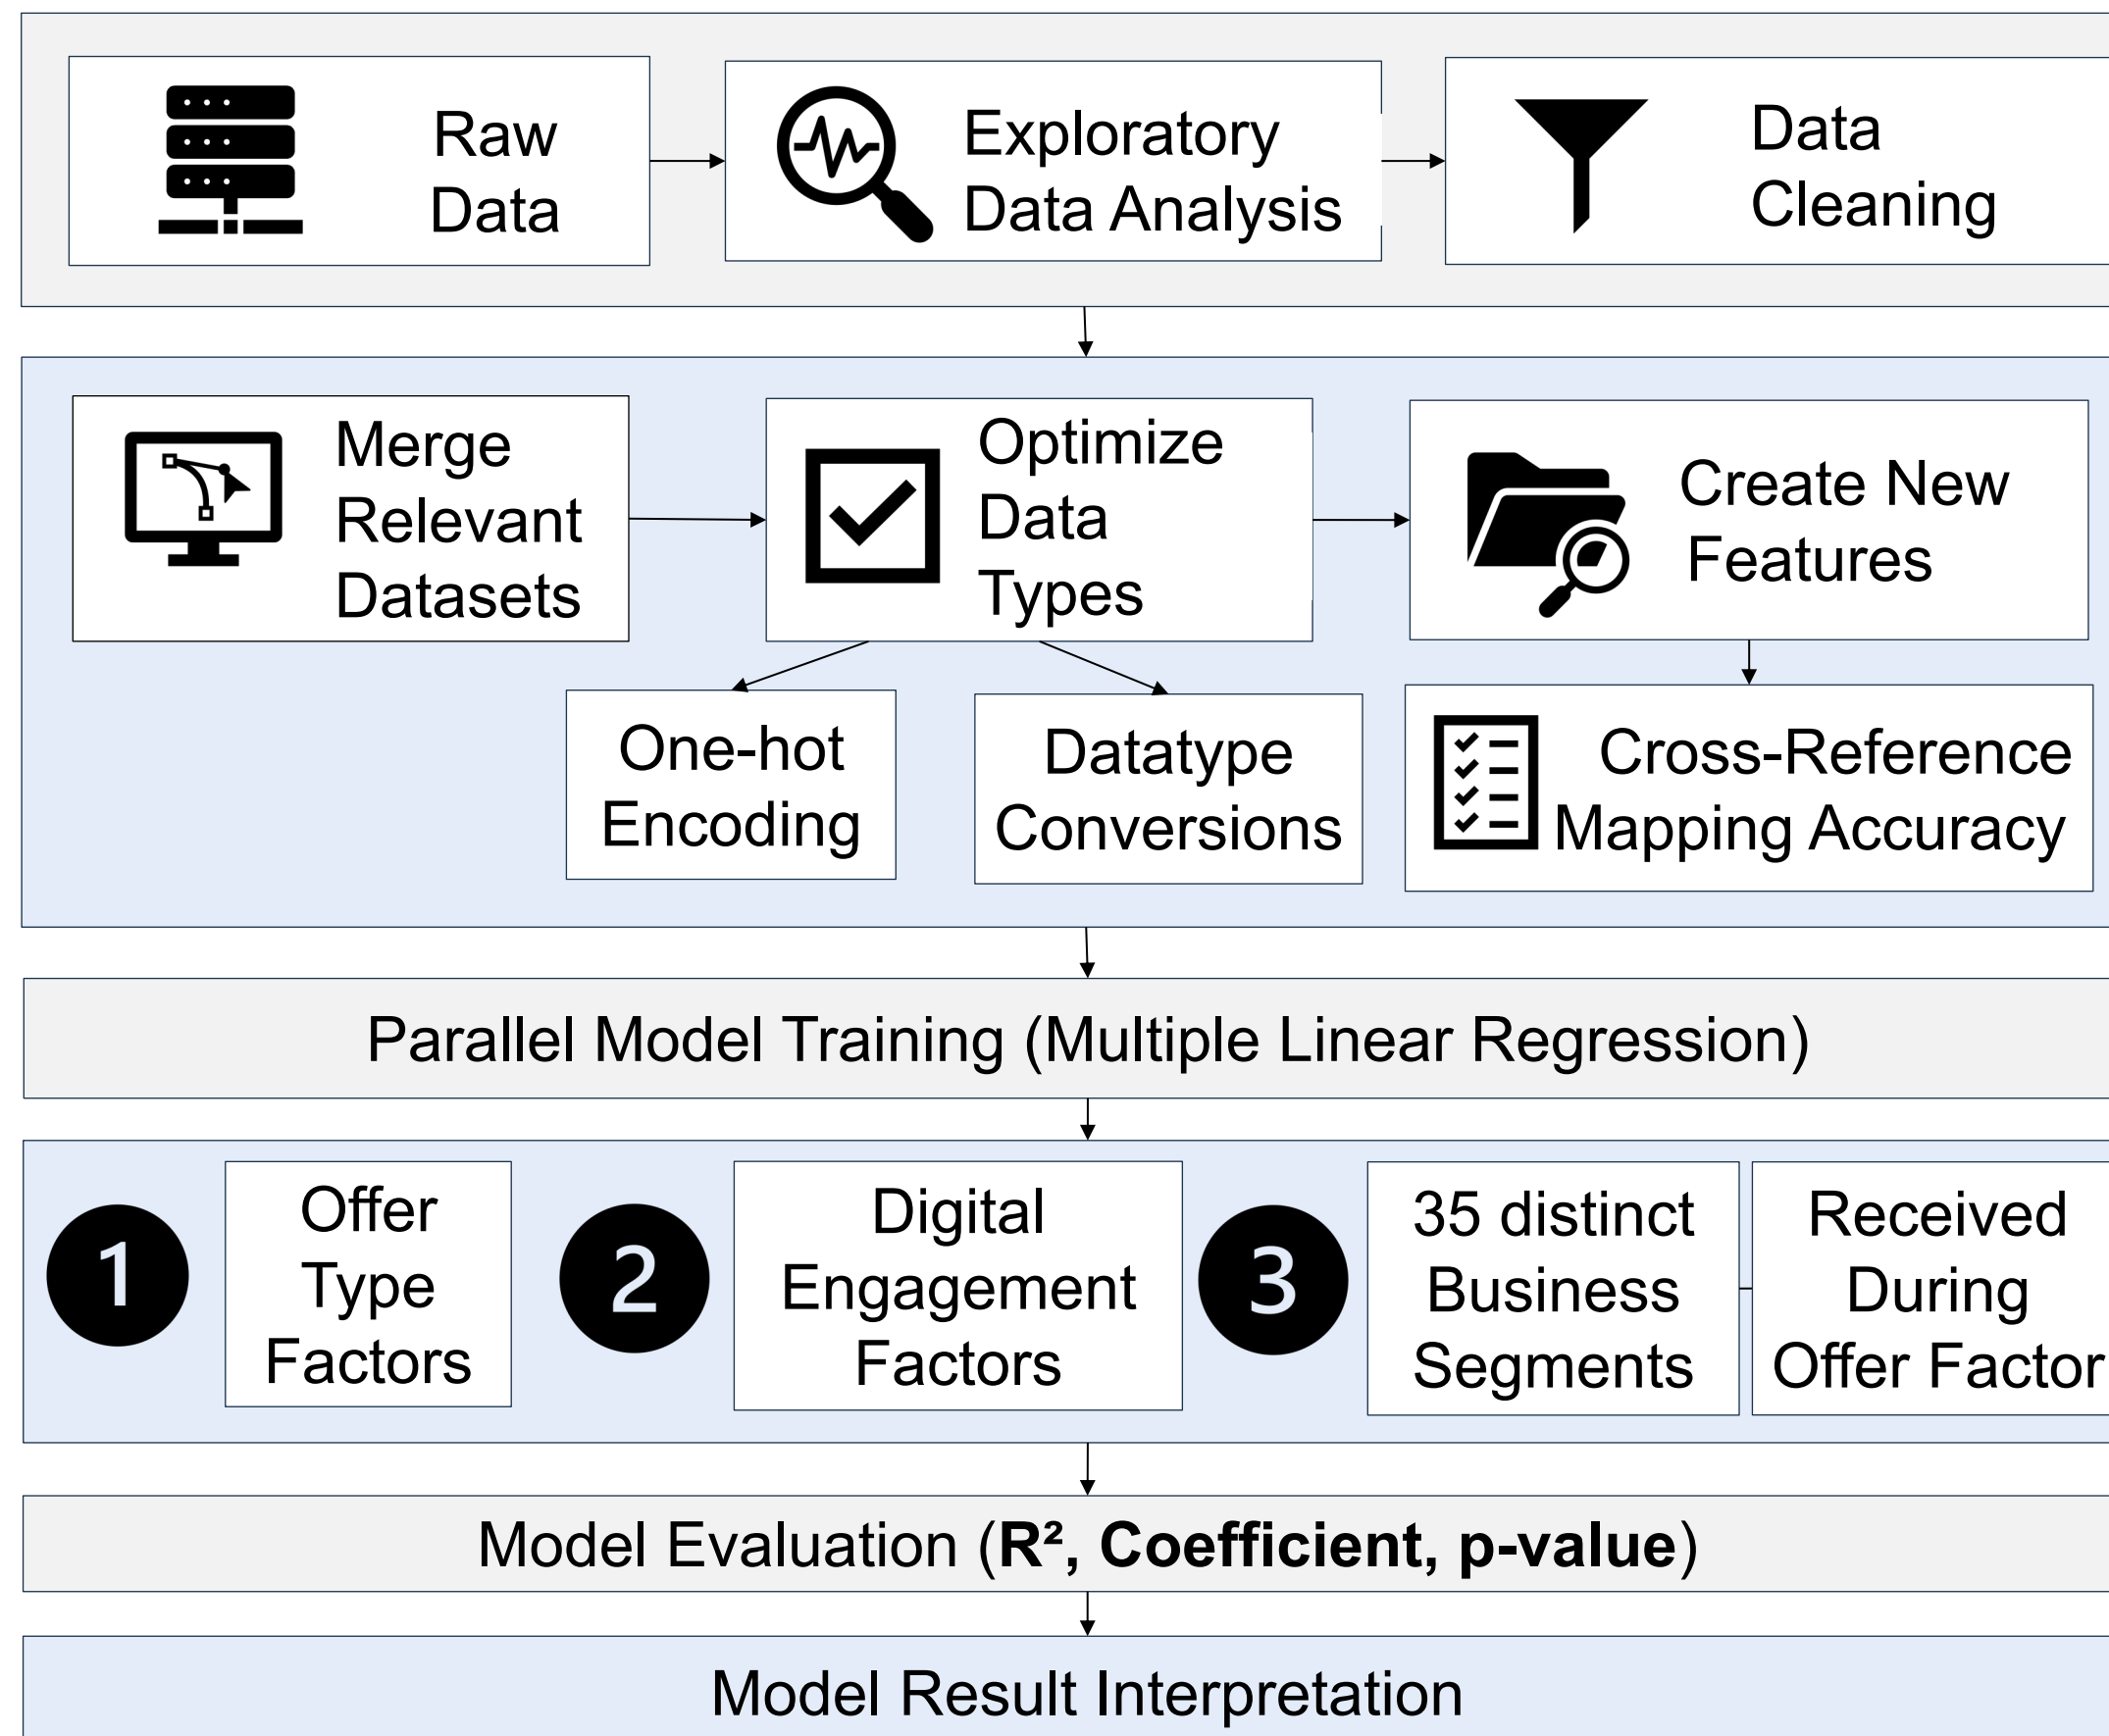 Raw
Data
Exploratory
Data Analysis
Data
Cleaning
Merge
Relevant
Datasets
Optimize
Data
Types
Create New
Features
One-hot
Encoding
Datatype
Conversions
Cross-Reference
Mapping Accuracy
Parallel Model Training (Multiple Linear Regression)
1
Offer
Type
Factors
2
Digital
Engagement
Factors
3
35 distinct
Business
Segments
Received
During
Offer Factor
Model Evaluation (R², Coefficient, p-value)
Model Result Interpretation